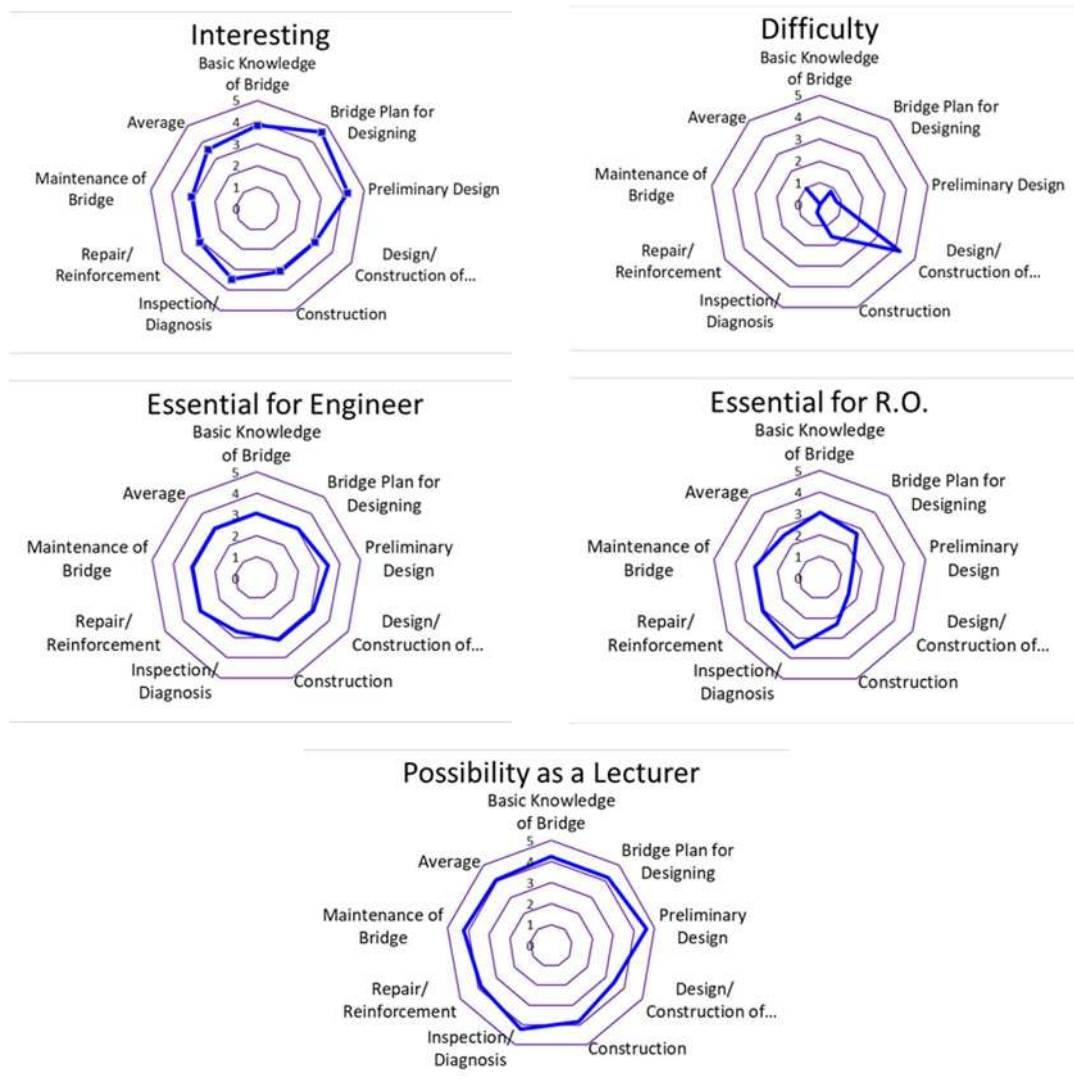 Interesting
Basic Knowledge
of Bridge
Bridge Plan for
Designing
Preliminary Design
Design/
Construction of...
Construction
Inspection/
Diagnosis
Repair/
Reinforcement
Maintenance of
Bridge
Average
5
4
3
2
1
0
Difficulty
Basic Knowledge
of Bridge
Bridge Plan for
Designing
Preliminary Design
Design/
Construction of...
Construction
Inspection/
Diagnosis
Repair/
Reinforcement
Maintenance of
Bridge
Average
5
4
3
2
1
0
Essential for Engineer
Basic Knowledge
of Bridge
Bridge Plan for
Designing
Preliminary
Design
Design/
Construction of...
Construction
Inspection/
Diagnosis
Repair/
Reinforcement
Maintenance of
Bridge
Average
5
4
3
2
1
0
Essential for R.O.
Basic Knowledge
of Bridge
Bridge Plan for
Designing
Preliminary
Design
Design/
Construction of...
Construction
Inspection/
Diagnosis
Repair/
Reinforcement
Maintenance of
Bridge
Average
5
4
3
2
1
0
Possibility as a Lecturer
Basic Knowledge
of Bridge
Bridge Plan for
Designing
Preliminary
Design
Design/
Construction of...
Construction
Inspection/
Diagnosis
Repair/
Reinforcement
Maintenance of
Bridge
Average
5
4
3
2
1
0